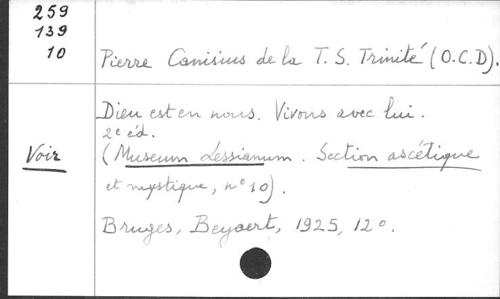 259
139
10
Pierre Canisius de la T. S. Trinité (O.C.D).
Dieu est en nous. Vivons avec lui.
2e éd.
Voir
(Museum Lessianum. Section ascétique
et mystique, n° 10).
Bruges, Beyaert, 1925, 12°.